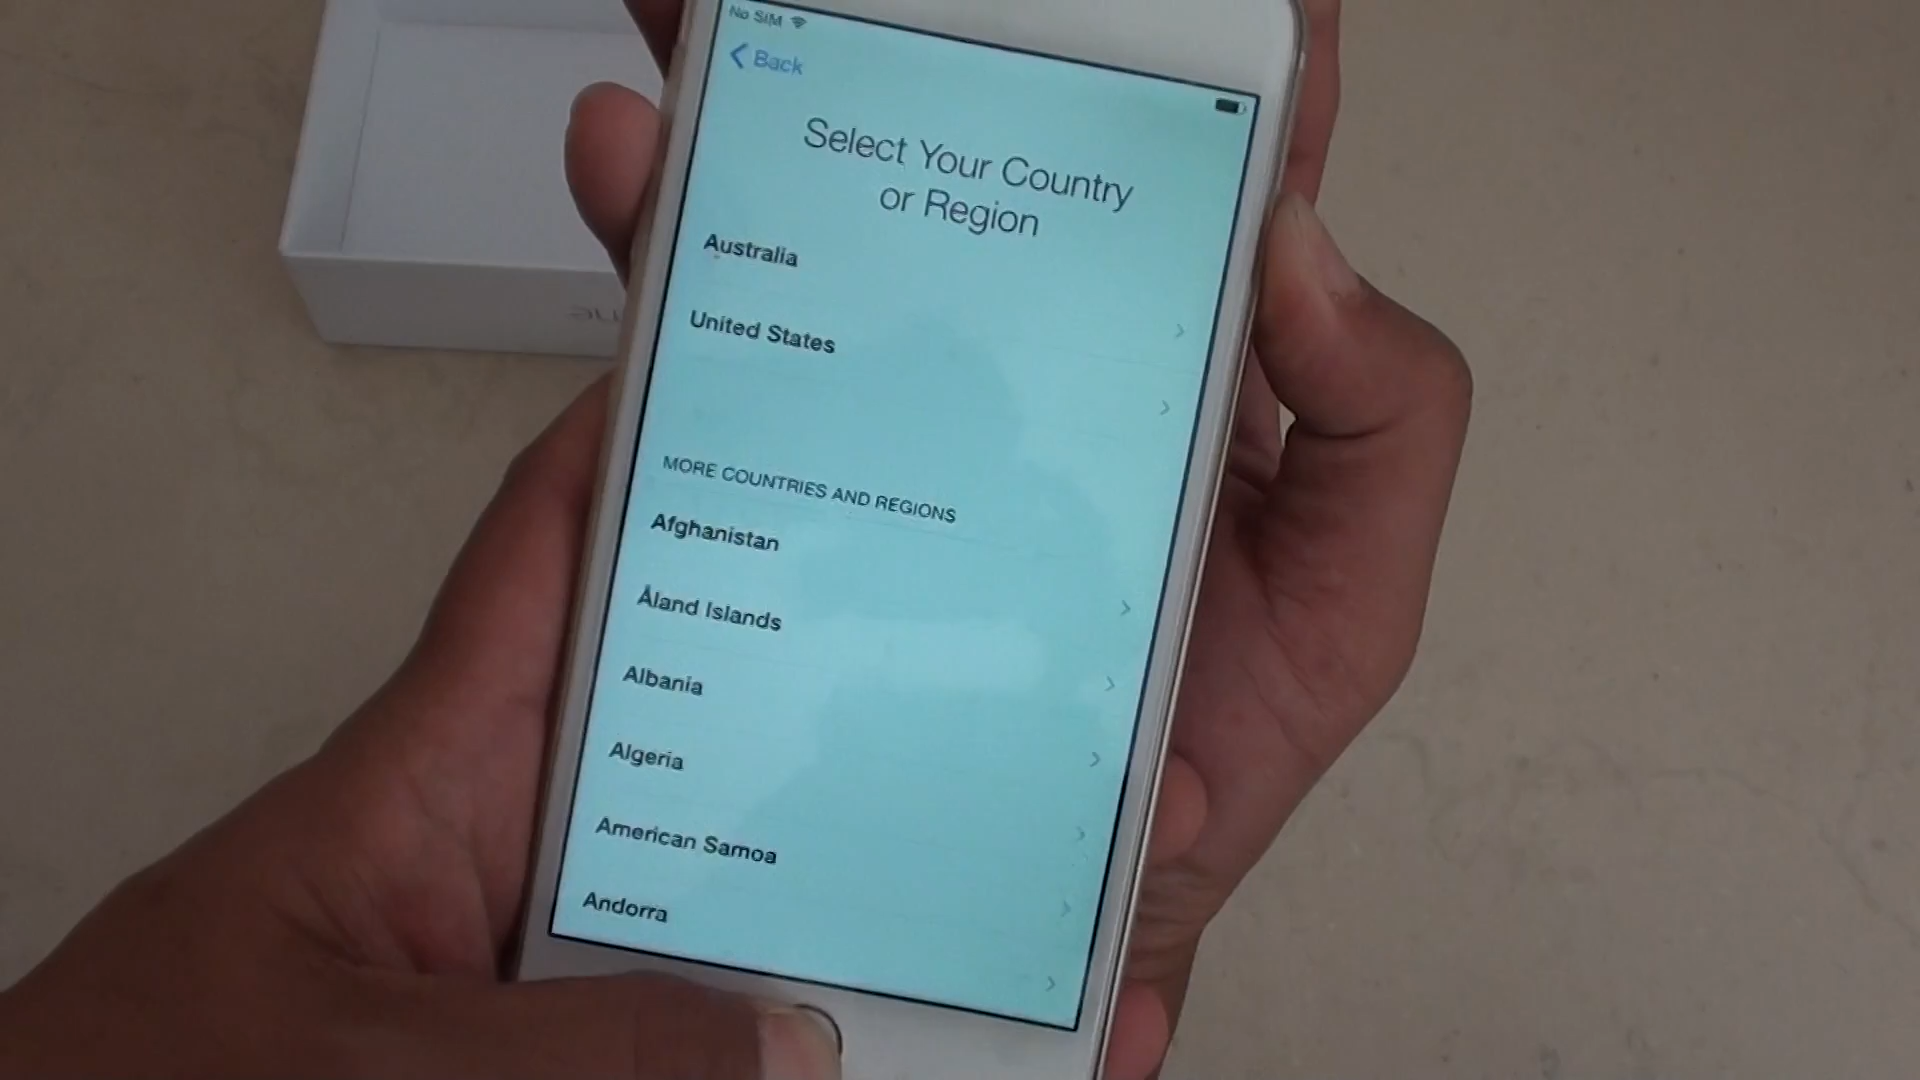 No SIM
Back
Select Your Country
or Region
Australia
United States
MORE COUNTRIES AND REGIONS
Afghanistan
Åland Islands
Albania
Algeria
American Samoa
Andorra